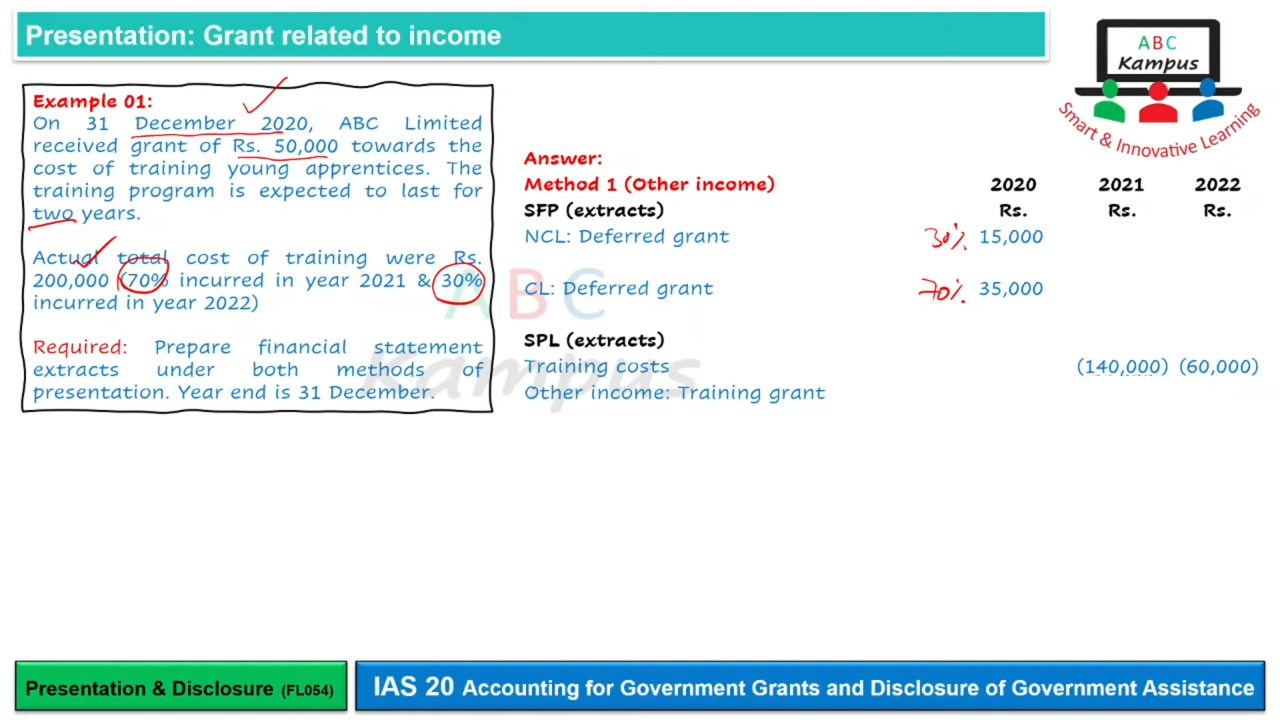 Presentation: Grant related to income
ABC
Kampus
Smart & Innovative Learning
Example 01:
On 31 December 2020, ABC Limited
received grant of Rs. 50,000 towards the
cost of training young apprentices. The
training program is expected to last for
two years.
Actual total cost of training were Rs.
200,000 (70% incurred in year 2021 & 30%
incurred in year 2022)
Required: Prepare financial statement
extracts under both methods of
presentation. Year end is 31 December.
Answer:
Method 1 (Other income) 2020 2021 2022
SFP (extracts) Rs. Rs. Rs.
NCL: Deferred grant 30% 15,000
CL: Deferred grant 70% 35,000
SPL (extracts)
Training costs (140,000) (60,000)
Other income: Training grant
ABC
Kampus
Presentation & Disclosure (FL054)
IAS 20 Accounting for Government Grants and Disclosure of Government Assistance